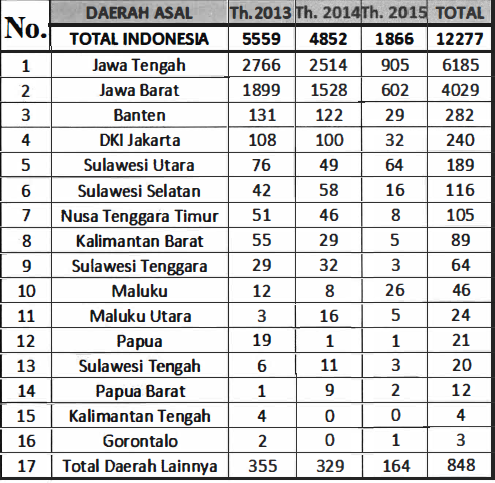 No. DAERAH ASAL Th.2013 Th. 2014 Th. 2015 TOTAL
TOTAL INDONESIA 5559 4852 1866 12277
1 Jawa Tengah 2766 2514 905 6185
2 Jawa Barat 1899 1528 602 4029
3 Banten 131 122 29 282
4 DKI Jakarta 108 100 32 240
5 Sulawesi Utara 76 49 64 189
6 Sulawesi Selatan 42 58 16 116
7 Nusa Tenggara Timur 51 46 8 105
8 Kalimantan Barat 55 29 5 89
9 Sulawesi Tenggara 29 32 3 64
10 Maluku 12 8 26 46
11 Maluku Utara 3 16 5 24
12 Papua 19 1 1 21
13 Sulawesi Tengah 6 11 3 20
14 Papua Barat 1 9 2 12
15 Kalimantan Tengah 4 0 0 4
16 Gorontalo 2 0 1 3
17 Total Daerah Lainnya 355 329 164 848